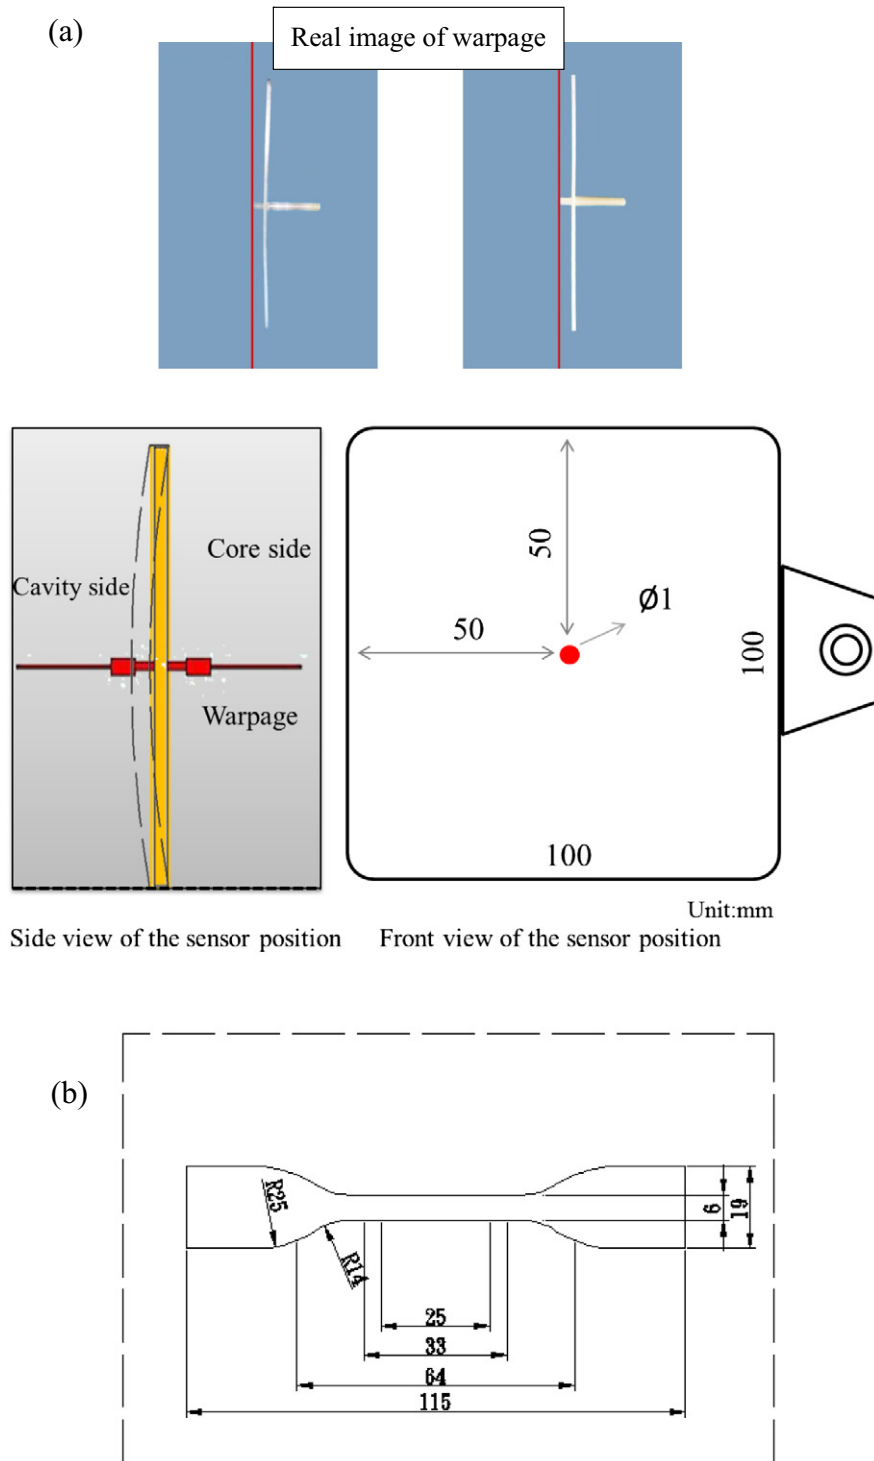 (a)
Real image of warpage
Core side
Cavity side
Warpage
50
50
Ø1
100
100
Unit:mm
Side view of the sensor position
Front view of the sensor position
(b)
R25
R14
6
19
25
33
64
115